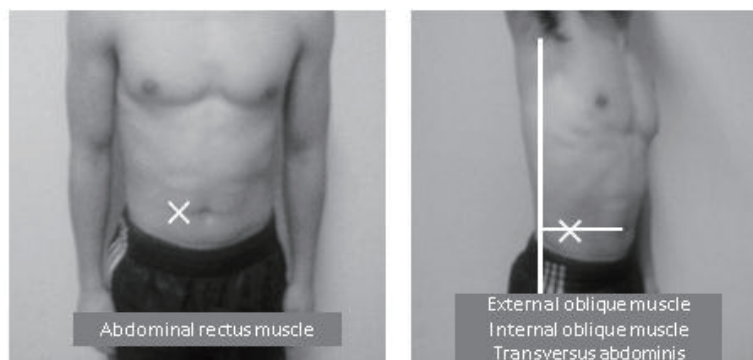 Abdominal rectus muscle
External oblique muscle
Internal oblique muscle
Transversus abdominis